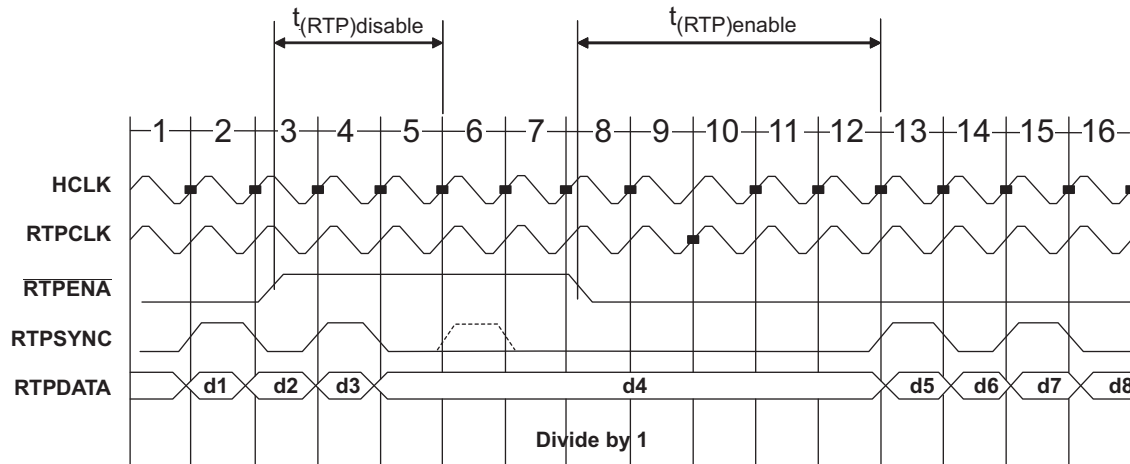 t(RTP)disable t(RTP)enable
1 2 3 4 5 6 7 8 9 10 11 12 13 14 15 16
HCLK
RTPCLK
RTPENA
RTPSYNC
RTPDATA d1 d2 d3 d4 d5 d6 d7 d8
Divide by 1